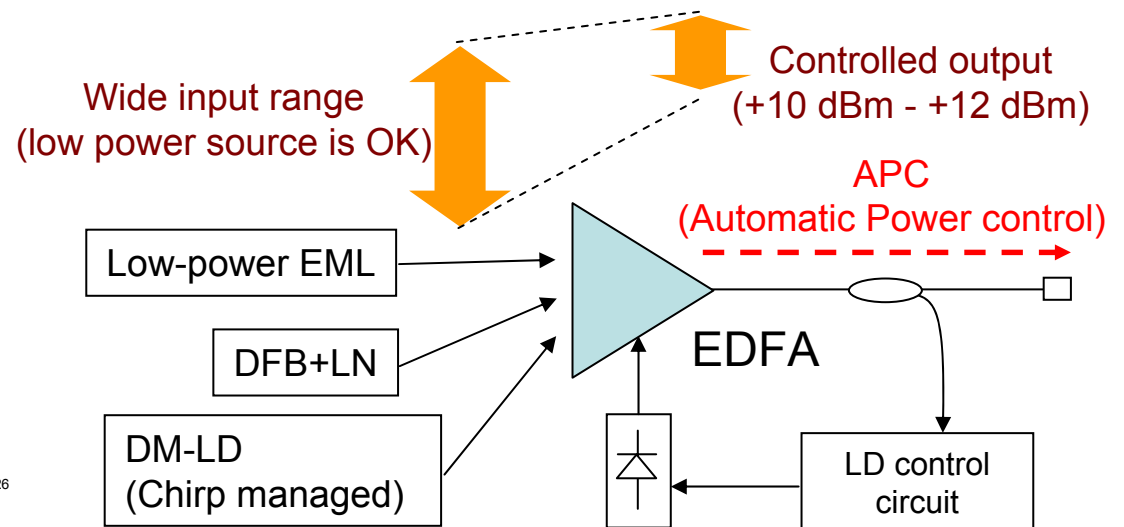 Wide input range
(low power source is OK)
Controlled output
(+10 dBm - +12 dBm)
APC
(Automatic Power control)
Low-power EML
DFB+LN
EDFA
DM-LD
(Chirp managed)
LD control
circuit
26